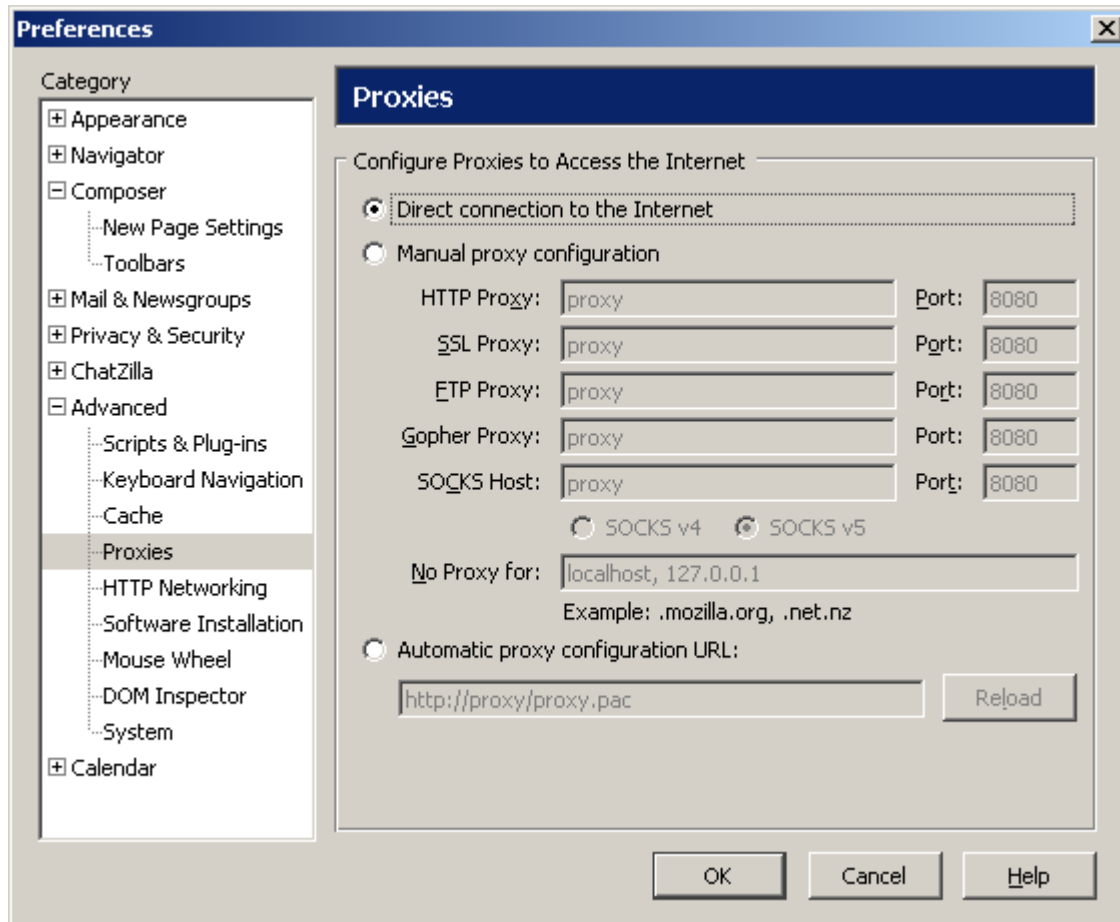 Preferences
Category
Appearance
Navigator
Composer
New Page Settings
Toolbars
Mail & Newsgroups
Privacy & Security
ChatZilla
Advanced
Scripts & Plug-ins
Keyboard Navigation
Cache
Proxies
HTTP Networking
Software Installation
Mouse Wheel
DOM Inspector
System
Calendar
Proxies
Configure Proxies to Access the Internet
Direct connection to the Internet
Manual proxy configuration
HTTP Proxy: proxy Port: 8080
SSL Proxy: proxy Port: 8080
FTP Proxy: proxy Port: 8080
Gopher Proxy: proxy Port: 8080
SOCKS Host: proxy Port: 8080
SOCKS v4 SOCKS v5
No Proxy for: localhost, 127.0.0.1
Example: .mozilla.org, .net.nz
Automatic proxy configuration URL:
http://proxy/proxy.pac Reload
OK Cancel Help